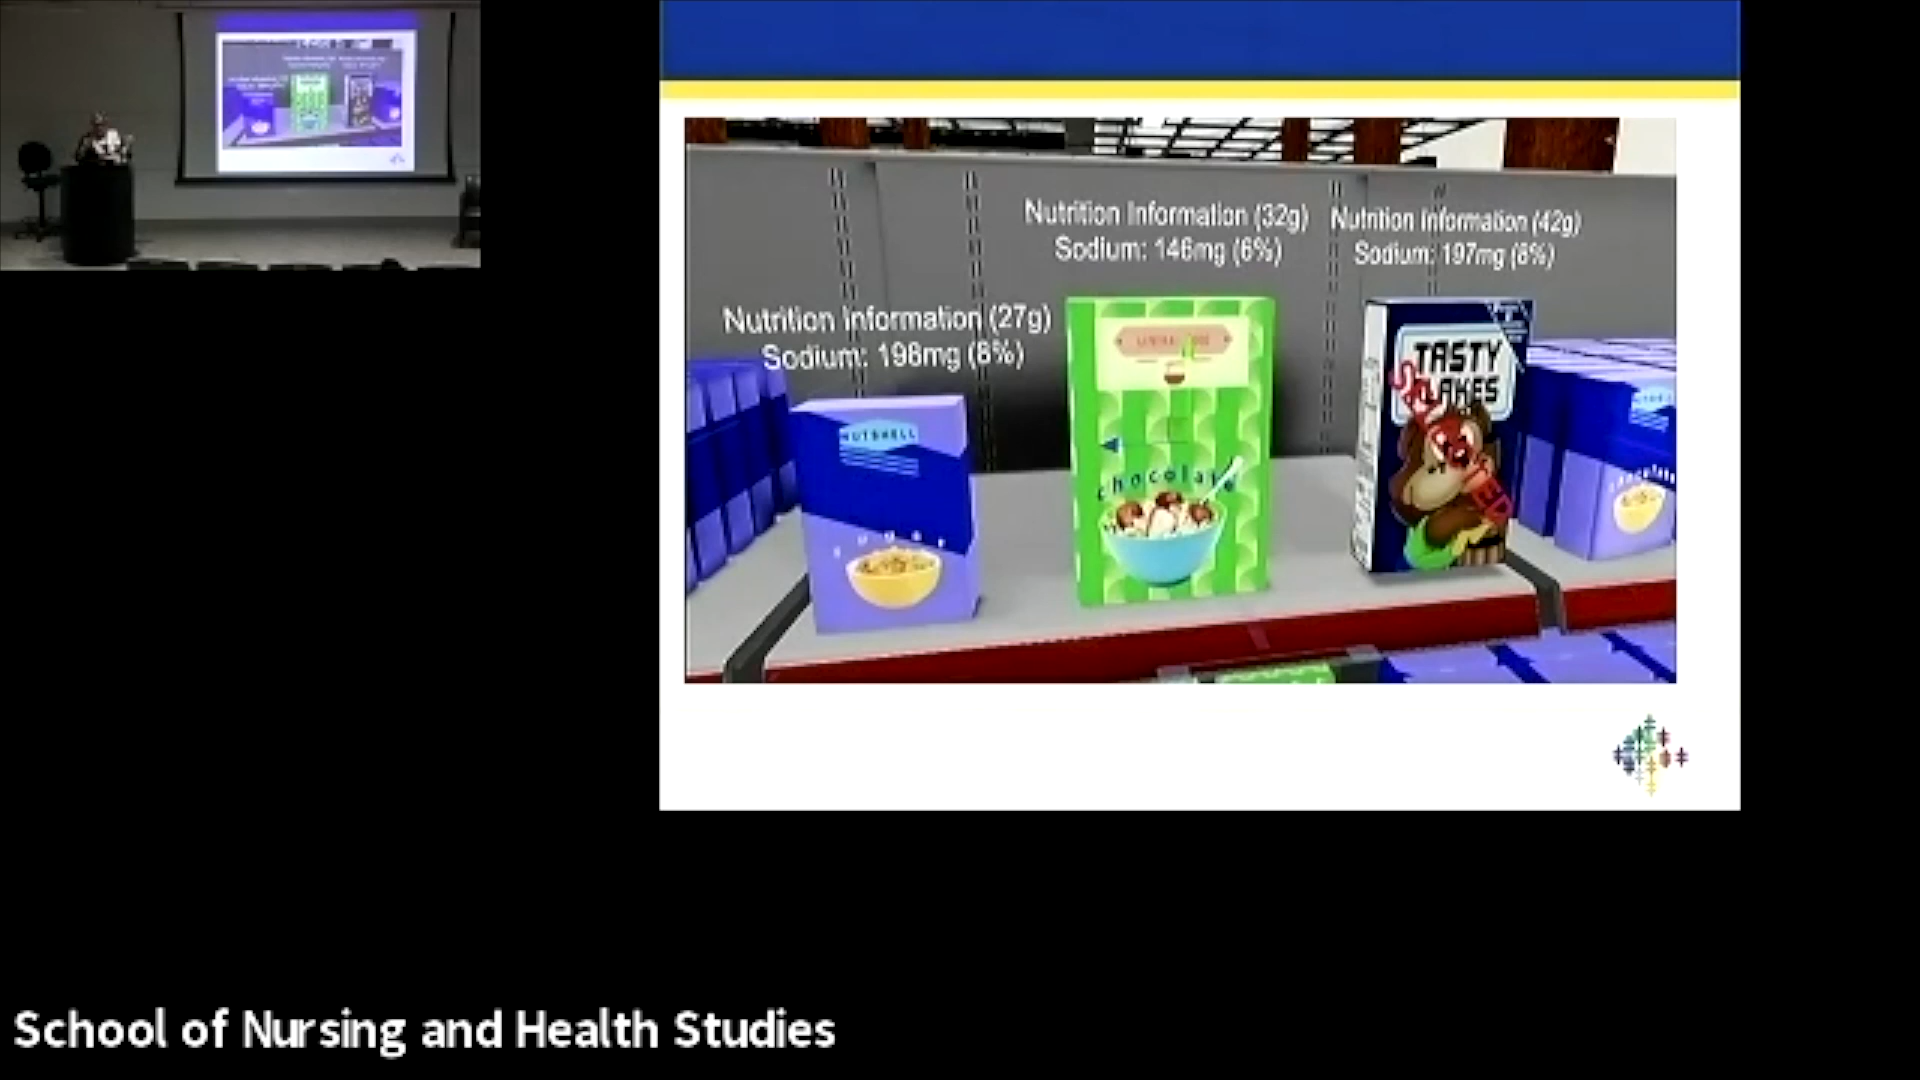 Nutrition Information (32g)
Sodium: 146mg (6%)
Nutrition Information (42g)
Sodium: 197mg (8%)
Nutrition Information (27g)
Sodium: 198mg (8%)
TASTY
FLAKES
NUTSHELL
chocolate
School of Nursing and Health Studies